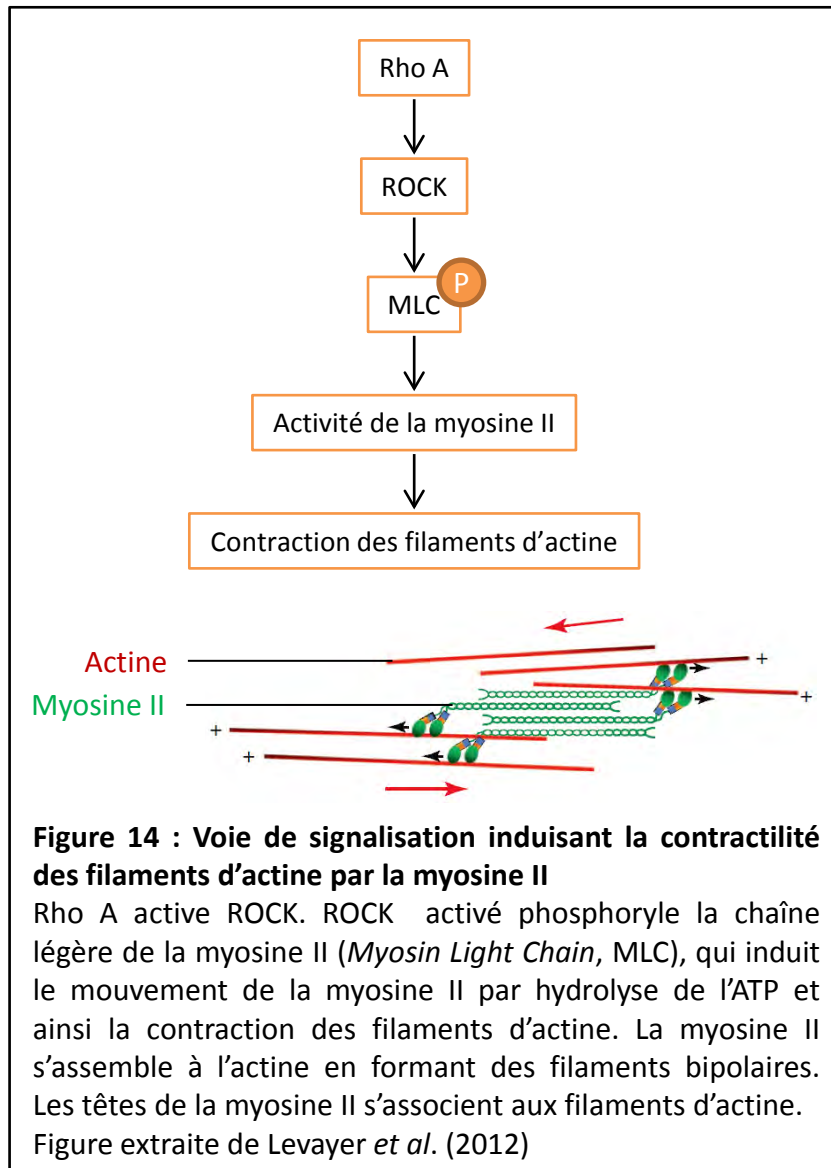 Rho A
ROCK
P
MLC
Activité de la myosine II
Contraction des filaments d’actine
Actine
+
Myosine II
+
+
+
Figure 14 : Voie de signalisation induisant la contractilité
des filaments d’actine par la myosine II
Rho A active ROCK. ROCK activé phosphoryle la chaîne
légère de la myosine II (Myosin Light Chain, MLC), qui induit
le mouvement de la myosine II par hydrolyse de l’ATP et
ainsi la contraction des filaments d’actine. La myosine II
s’assemble à l’actine en formant des filaments bipolaires.
Les têtes de la myosine II s’associent aux filaments d’actine.
Figure extraite de Levayer et al. (2012)